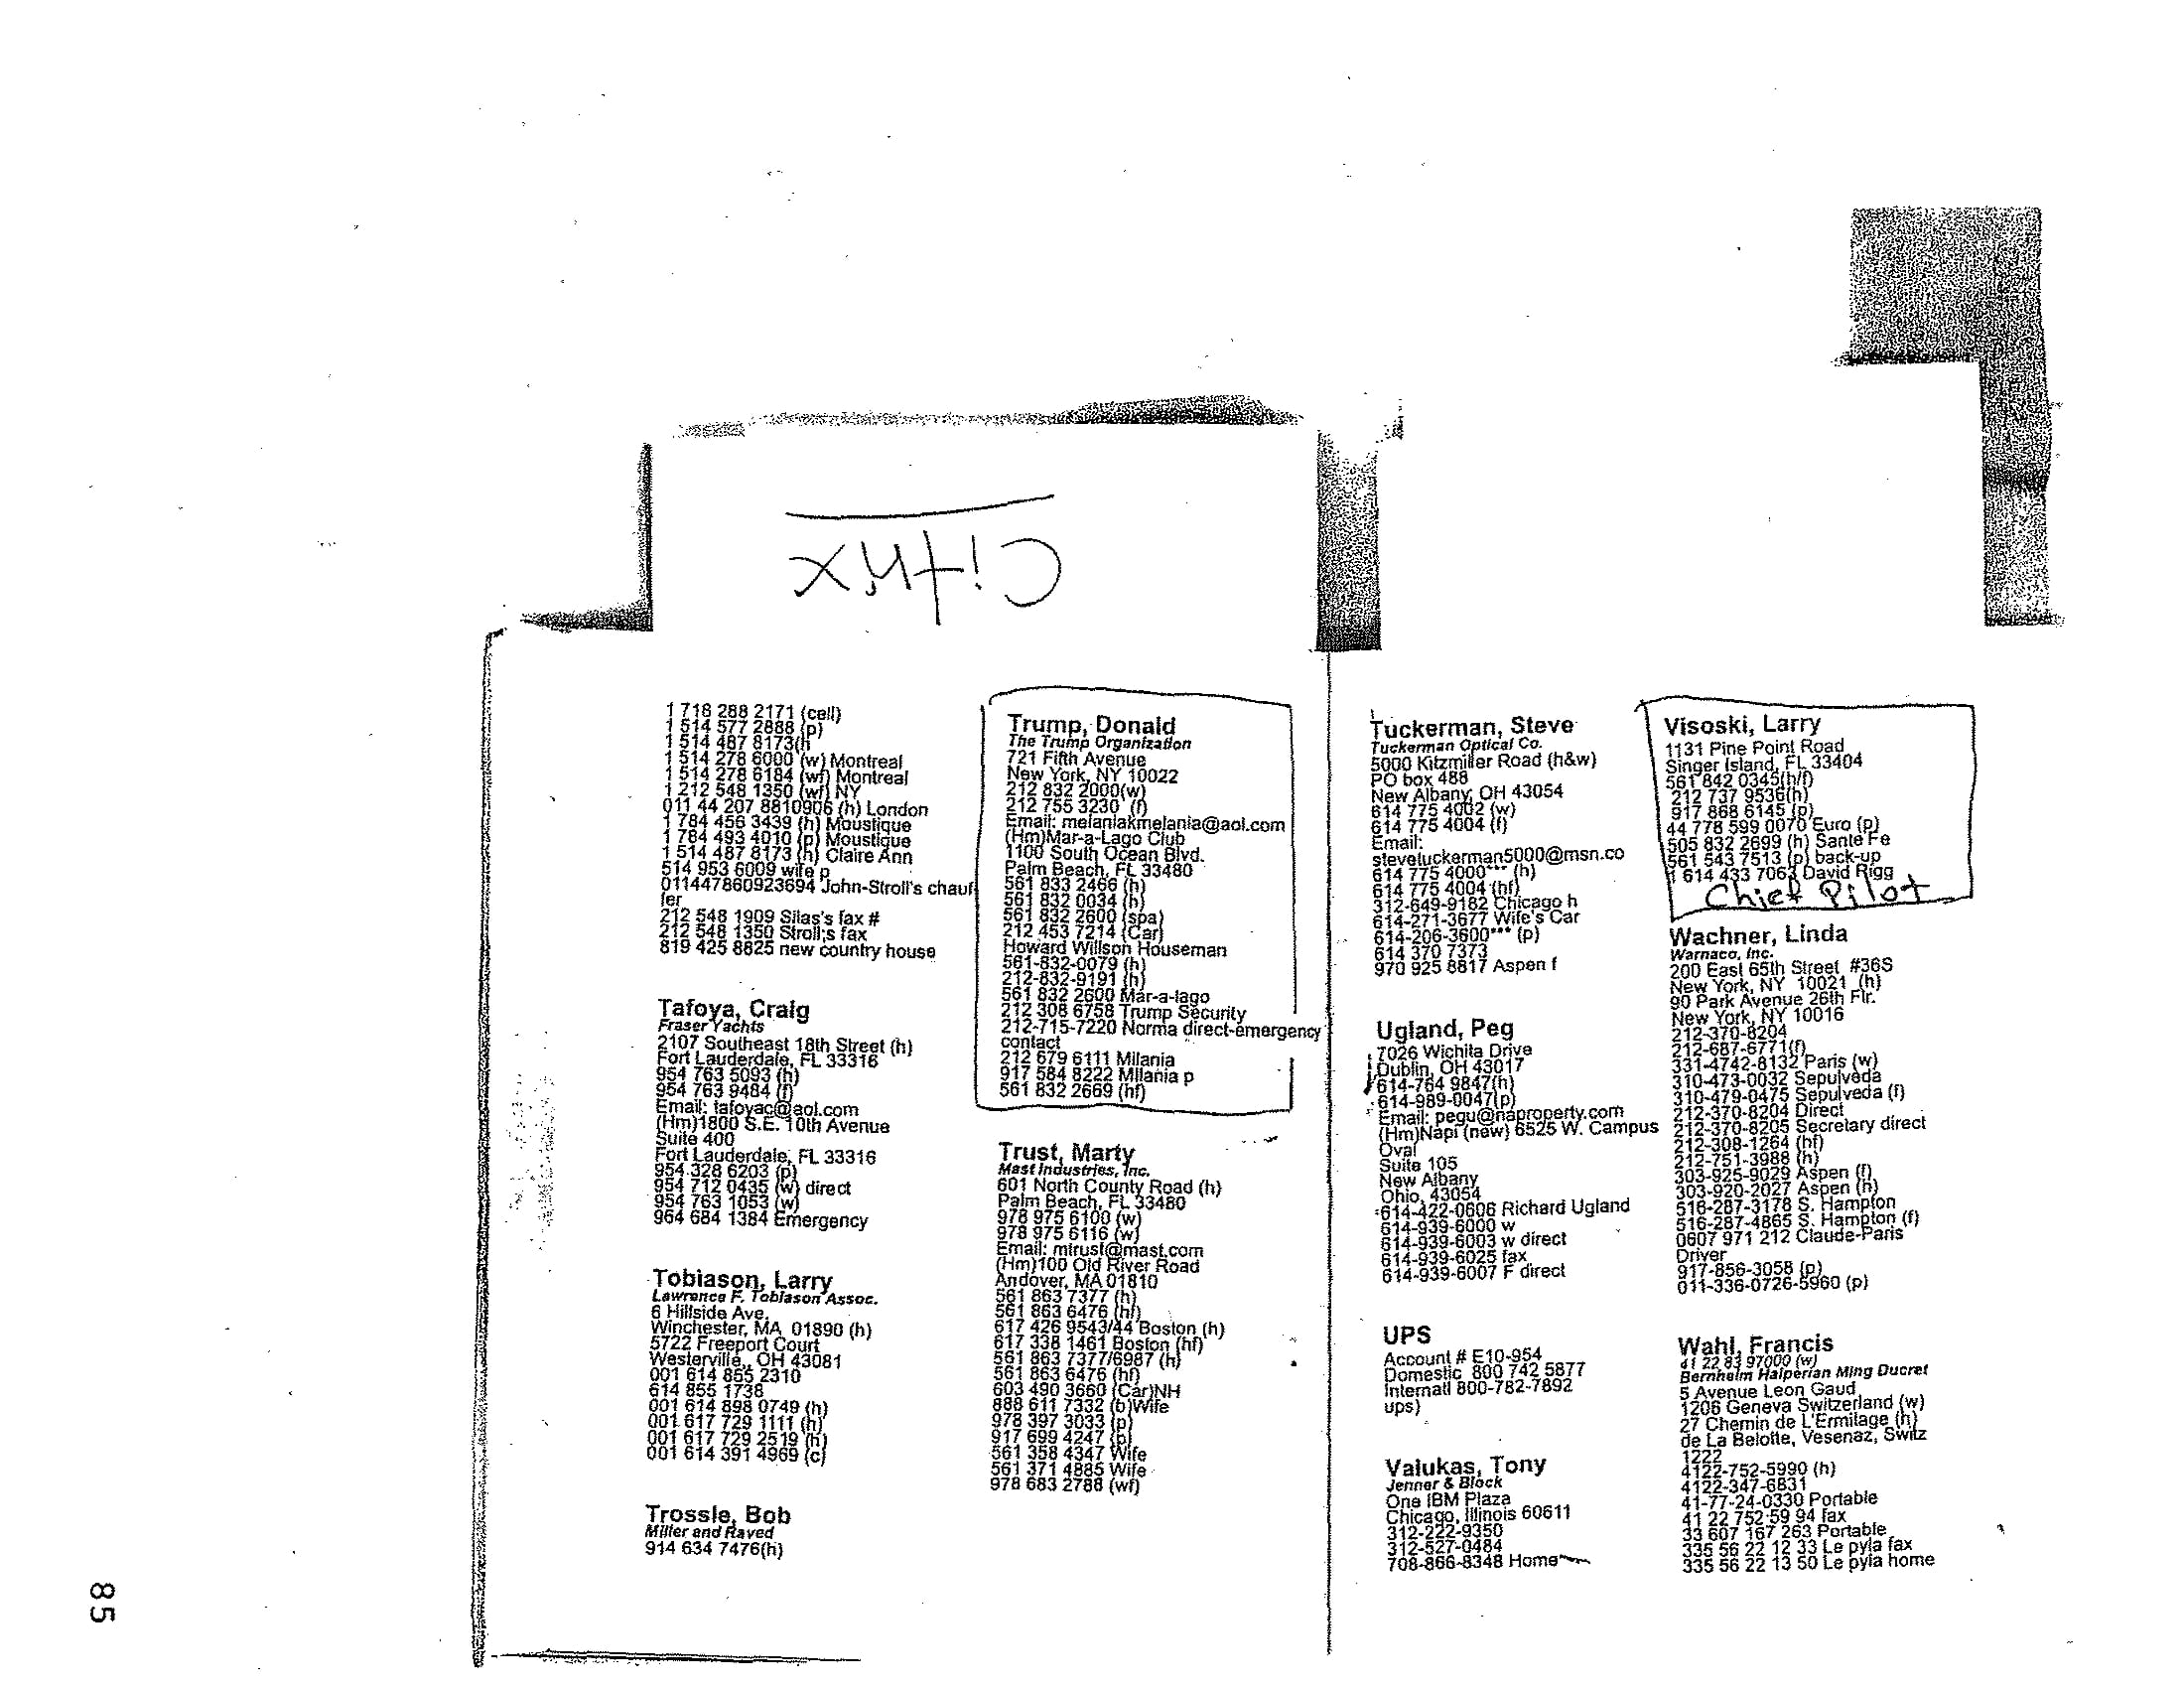 Citrix
1 718 288 2171 (cell)
1 514 577 2888 (p)
1 514 487 8173(h
1 514 278 6000 (w) Montreal
1 514 278 6184 (wf) Montreal
1 212 548 1350 (wf) NY
011 44 207 8810906 (h) London
1 784 456 3439 (h) Moustique
1 784 493 4010 (p) Moustique
1 514 487 8173 (h) Claire Ann
514 953 6009 wife p
011447860923694 John-Stroll's chauf
fer
212 548 1909 Silas's fax #
212 548 1350 Stroll;s fax
819 425 8825 new country house
Tafoya, Craig
Fraser Yachts
2107 Southeast 18th Street (h)
Fort Lauderdale, FL 33316
954 763 5093 (h)
954 763 9484 (f)
Email: tafoyac@aol.com
(Hm)1800 S.E. 10th Avenue
Suite 400
Fort Lauderdale, FL 33316
954.328 6203 (p)
954 712 0435 (w) direct
954 763 1053 (w)
964 684 1384 Emergency
Tobiason, Larry
Lawrence F. Tobiason Assoc.
6 Hillside Ave.
Winchester, MA 01890 (h)
5722 Freeport Court
Westerville,, OH 43081
001 614 855 2310
614 855 1738
001 614 898 0749 (h)
001 617 729 1111 (h)
001 617 729 2519 (h)
001 614 391 4969 (c)
Trossle, Bob
Miller and Raved
914 634 7476(h)
Trump, Donald
The Trump Organization
721 Fifth Avenue
New York, NY 10022
212 832 2000(w)
212 755 3230 (f)
Email: melaniakmelania@aol.com
(Hm)Mar-a-Lago Club
1100 South Ocean Blvd.
Palm Beach, FL 33480
561 833 2466 (h)
561 832 0034 (h)
561 832 2600 (spa)
212 453 7214 (Car)
Howard Willson Houseman
561-832-0079 (h)
212-832-9191 (h)
561 832 2600 Mar-a-lago
212 308 6758 Trump Security
212-715-7220 Norma direct-emergency
contact
212 679 6111 Milania
917 584 8222 Milania p
561 832 2669 (hf)
Trust, Marty
Mast Industries, Inc.
601 North County Road (h)
Palm Beach, FL 33480
978 975 6100 (w)
978 975 6116 (w)
Email: mtrust@mast.com
(Hm)100 Old River Road
Andover, MA 01810
561 863 7377 (h)
561 863 6476 (hf)
617 426 9543/44 Boston (h)
617 338 1461 Boston (hf)
561 863 7377/6987 (h)
561 863 6476 (hf)
603 490 3660 (Car)NH
888 611 7332 (b)Wife
978 397 3033 (p)
917 699 4247 (p)
561 358 4347 Wife
561 371 4885 Wife
978 683 2788 (wf)
Tuckerman, Steve
Tuckerman Optical Co.
5000 Kitzmiller Road (h&w)
PO box 488
New Albany, OH 43054
614 775 4002 (w)
614 775 4004 (f)
Email:
stevetuckerman5000@msn.co
614 775 4000*** (h)
614 775 4004 (hf)
312-649-9182 Chicago h
614-271-3677 Wife's Car
614-206-3600*** (p)
614 370 7373
970 925 8817 Aspen f
Ugland, Peg
7026 Wichita Drive
Dublin, OH 43017
614-764 9847(h)
614-989-0047(p)
Email: pegu@naproperty.com
(Hm)Napi (new) 6525 W. Campus
Oval
Suite 105
New Albany
Ohio, 43054
614-422-0606 Richard Ugland
614-939-6000 w
614-939-6003 w direct
614-939-6025 fax
614-939-6007 F direct
UPS
Account # E10-954
Domestic 800 742 5877
Internatl 800-782-7892
ups)
Valukas, Tony
Jenner & Block
One IBM Plaza
Chicago, Illinois 60611
312-222-9350
312-527-0484
708-866-8348 Home
Visoski, Larry
1131 Pine Point Road
Singer Island, FL 33404
561 842 0345(h/f)
212 737 9536(h)
917 868 6145 (p)
44 778 599 0070 Euro (p)
505 832 2699 (h) Sante Fe
561 543 7513 (p) back-up
1 614 433 7063 David Rigg
Chief Pilot
Wachner, Linda
Warnaco, Inc.
200 East 65th Street #36S
New York, NY 10021 (h)
90 Park Avenue 26th Flr.
New York, NY 10016
212-370-8204
212-687-6771(f)
331-4742-8132 Paris (w)
310-473-0032 Sepulveda
310-479-0475 Sepulveda (f)
212-370-8204 Direct
212-370-8205 Secretary direct
212-308-1264 (hf)
212-751-3988 (h)
303-925-9029 Aspen (f)
303-920-2027 Aspen (h)
516-287-3178 S. Hampton
516-287-4865 S. Hampton (f)
0607 971 212 Claude-Paris
Driver
917-856-3058 (p)
011-336-0726-5960 (p)
Wahl, Francis
41 22 83 97000 (w)
Bernheim Halperian Ming Ducret
5 Avenue Leon Gaud
1206 Geneva Switzerland (w)
27 Chemin de L'Ermitage (h)
de La Belotte, Vesenaz, Switz
1222
4122-752-5990 (h)
4122-347-6831
41-77-24-0330 Portable
41 22 752 59 94 fax
33 607 167 263 Portable
335 56 22 12 33 Le pyla fax
335 56 22 13 50 Le pyla home
85